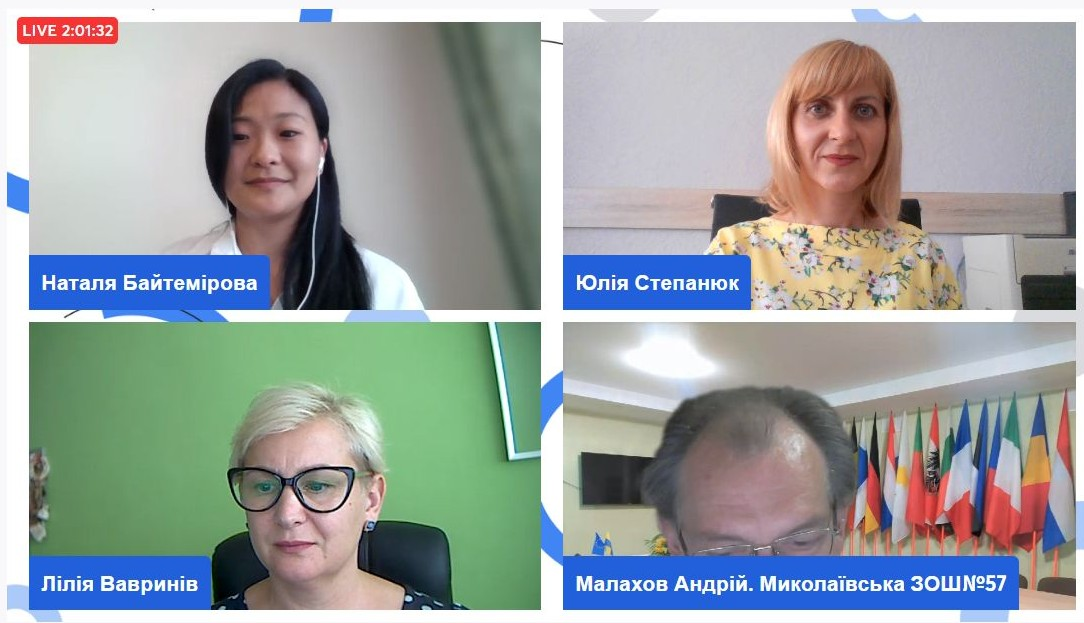 LIVE 2:01:32
Наталя Байтемірова
Юлія Степанюк
Лілія Вавринів
Малахов Андрій. Миколаївська ЗОШ№57